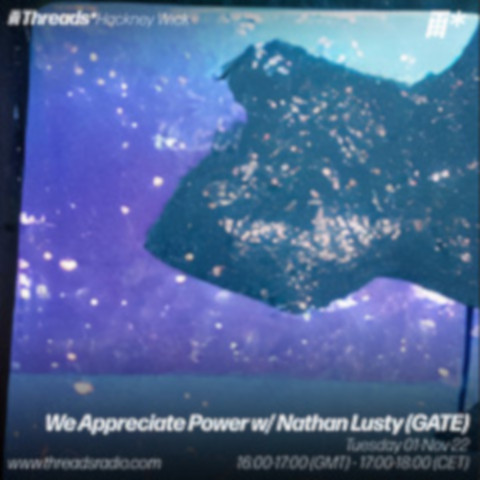 Threads* Hackney Wick
We Appreciate Power w/ Nathan Lusty (GATE)
Tuesday 01-Nov-22
www.threadsradio.com
16:00-17:00 (GMT) - 17:00-18:00 (CET)